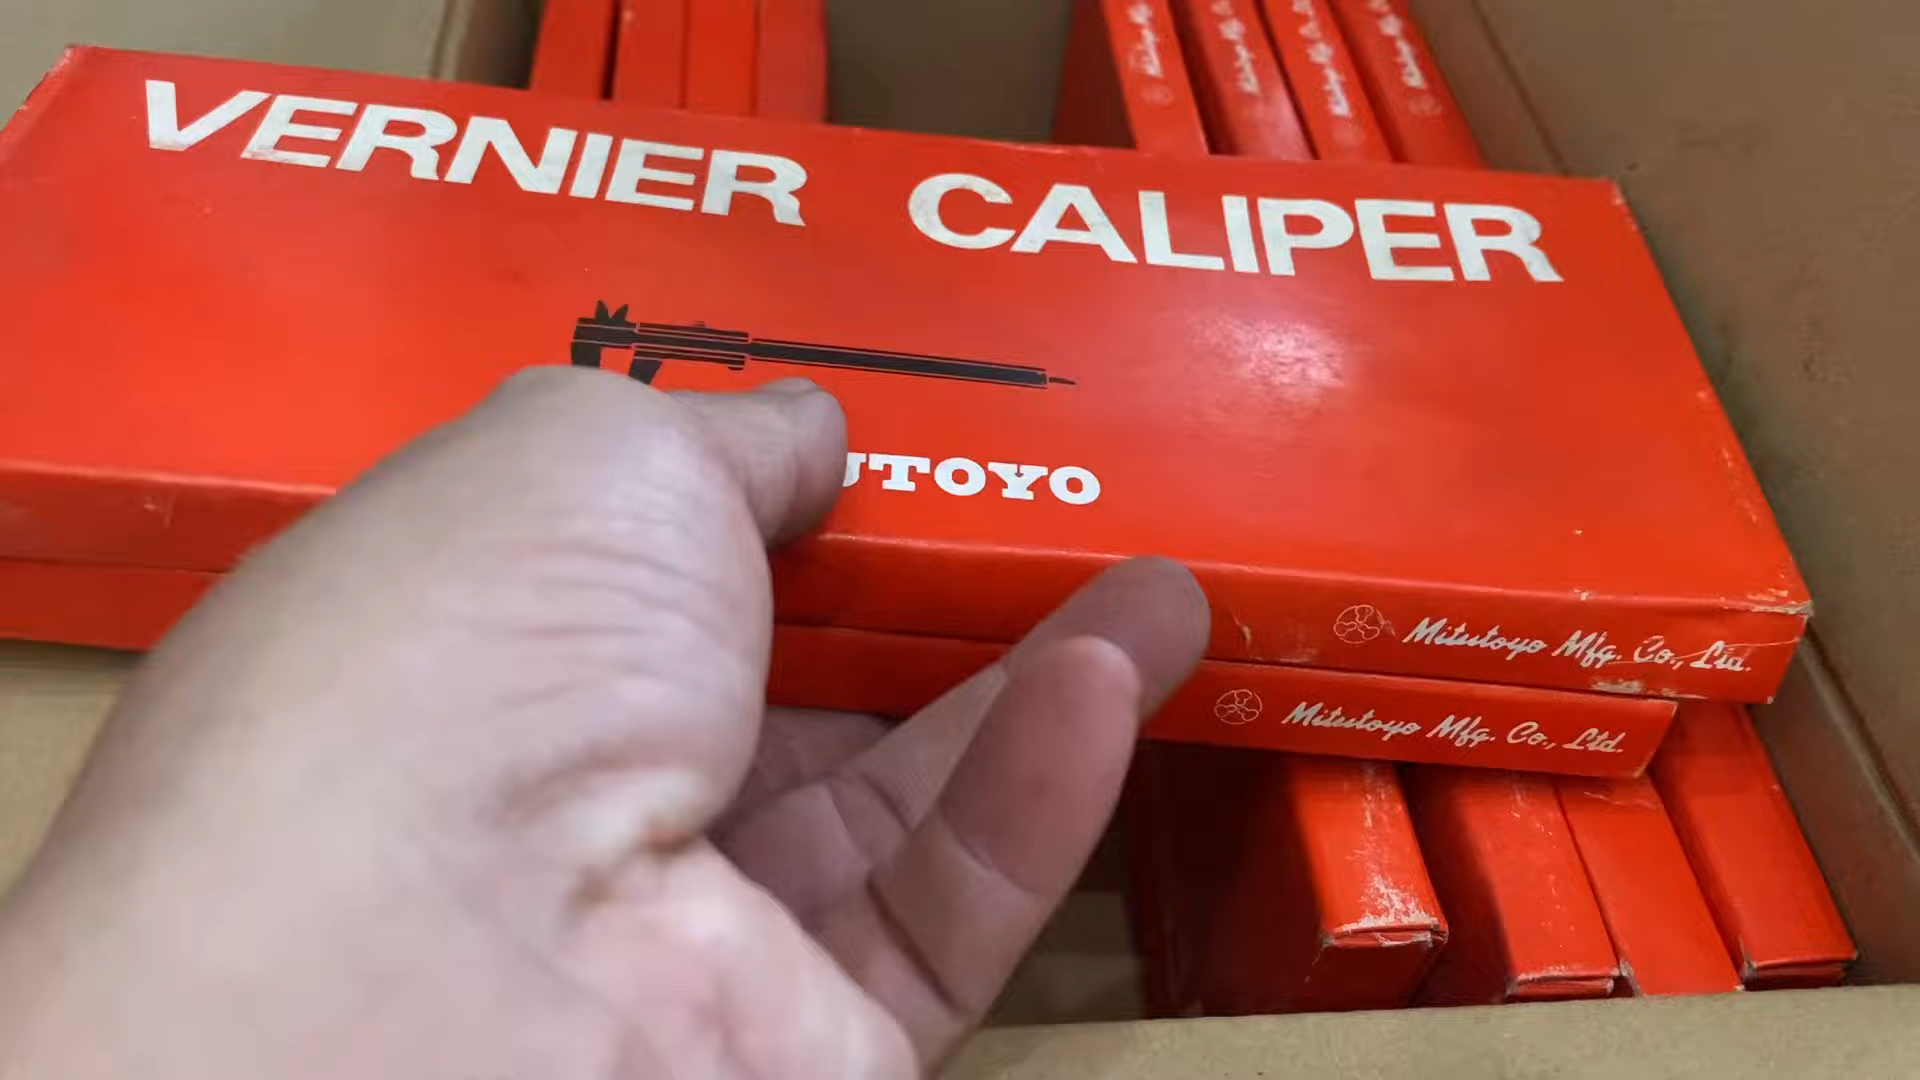 VERNIER CALIPER
UTOYO
Mitutoyo Mfg. Co., Ltd.
Mitutoyo Mfg. Co., Ltd.